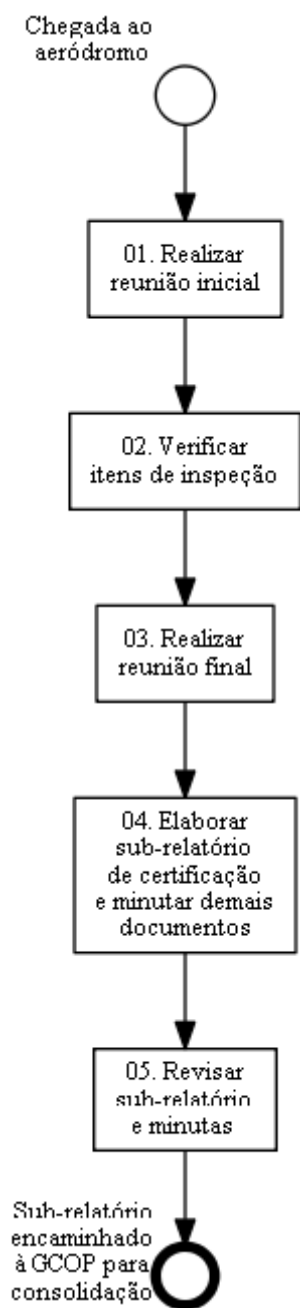 Chegada ao
aeródromo
01. Realizar
reunião inicial
02. Verificar
itens de inspeção
03. Realizar
reunião final
04. Elaborar
sub-relatório
de certificação
e minutar demais
documentos
05. Revisar
sub-relatório
e minutas
Sub-relatório
encaminhado
à GCOP para
consolidação